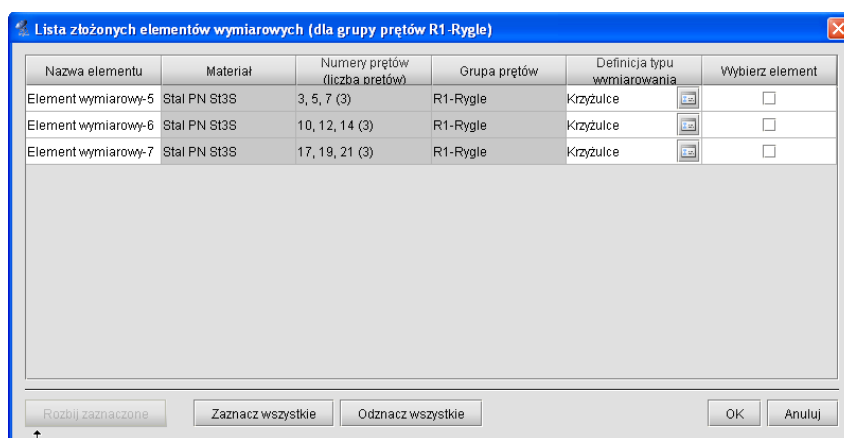 Lista złożonych elementów wymiarowych (dla grupy prętów R1-Rygle)
Nazwa elementu Materiał Numery prętów (liczba prętów) Grupa prętów Definicja typu wymiarowania Wybierz element
Element wymiarowy-5 Stal PN St3S 3, 5, 7 (3) R1-Rygle Krzyżulce
Element wymiarowy-6 Stal PN St3S 10, 12, 14 (3) R1-Rygle Krzyżulce
Element wymiarowy-7 Stal PN St3S 17, 19, 21 (3) R1-Rygle Krzyżulce
Rozbij zaznaczone Zaznacz wszystkie Odznacz wszystkie OK Anuluj